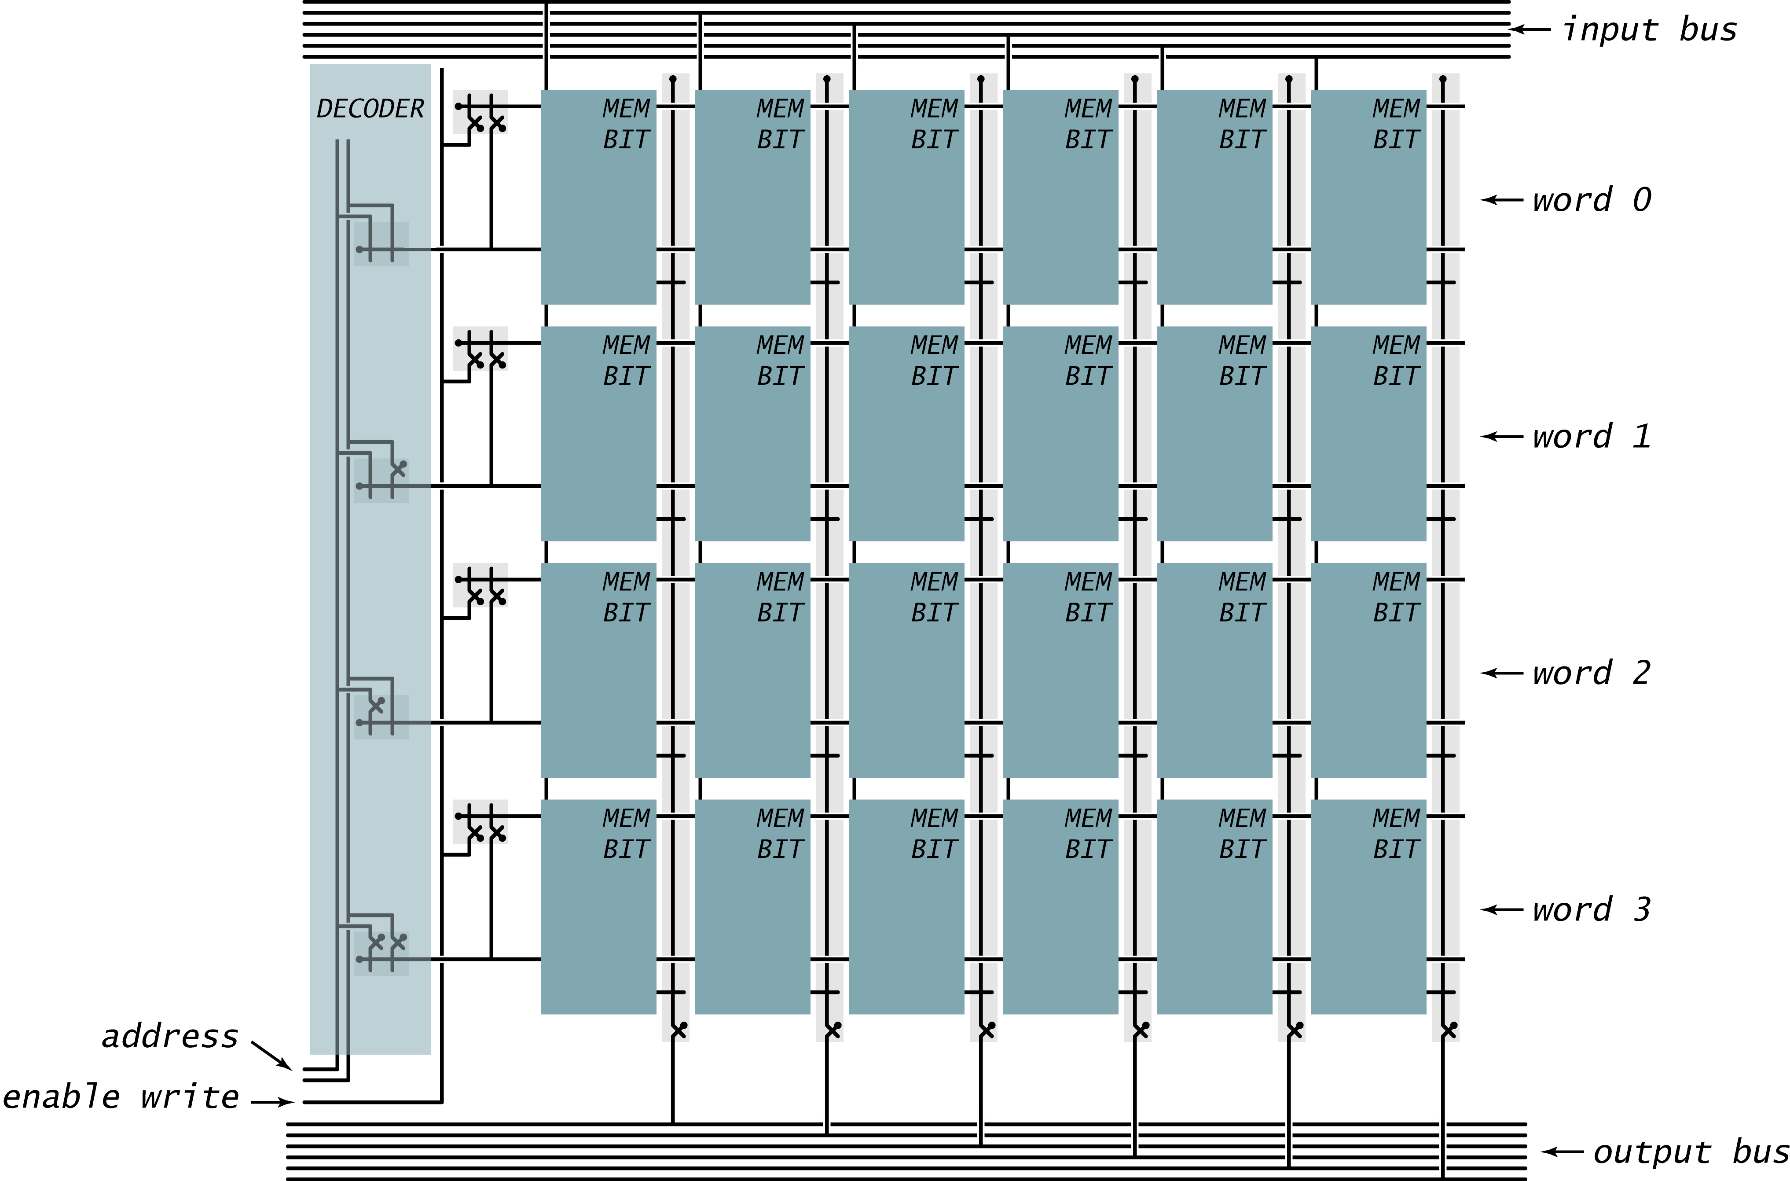 input bus
DECODER
MEM MEM MEM MEM MEM MEM
BIT BIT BIT BIT BIT BIT
word 0
MEM MEM MEM MEM MEM MEM
BIT BIT BIT BIT BIT BIT
word 1
MEM MEM MEM MEM MEM MEM
BIT BIT BIT BIT BIT BIT
word 2
MEM MEM MEM MEM MEM MEM
BIT BIT BIT BIT BIT BIT
word 3
address
enable write
output bus